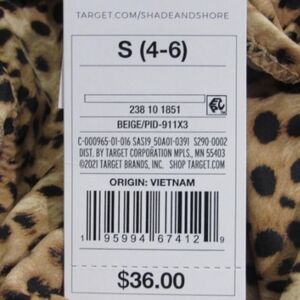 TARGET.COM/SHADEANDSHORE
S (4-6)
238 10 1851
BEIGE/PID-911X3
C-000965-01-016 SAS19 50A01-0391 S290-0002
DIST. BY TARGET CORPORATION MPLS., MN 55403
©2021 TARGET BRANDS, INC. SHOP TARGET.COM
ORIGIN: VIETNAM
1 95994 67412 9
$36.00